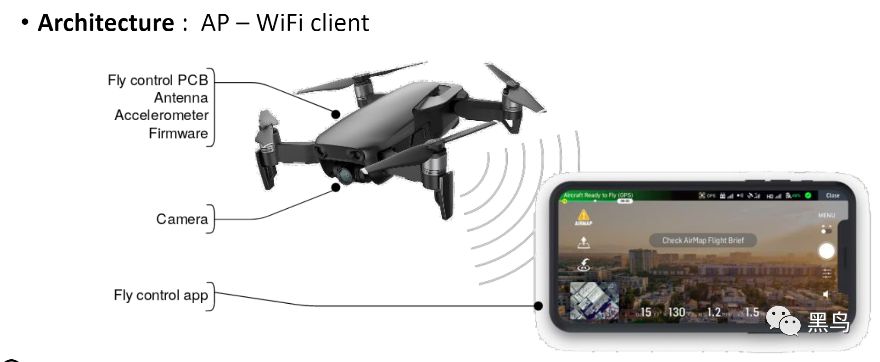 • Architecture : AP – WiFi client
Fly control PCB
Antenna
Accelerometer
Firmware
Camera
Fly control app
Aircraft Ready to Fly (GPS)
Close
MENU
AIRMAP
Check AirMap Flight Brief
15 130 1.2 1.5
黑鸟